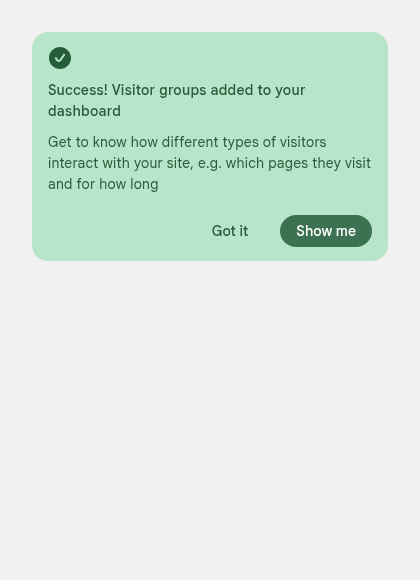 Success! Visitor groups added to your
dashboard
Get to know how different types of visitors
interact with your site, e.g. which pages they visit
and for how long
Got it
Show me